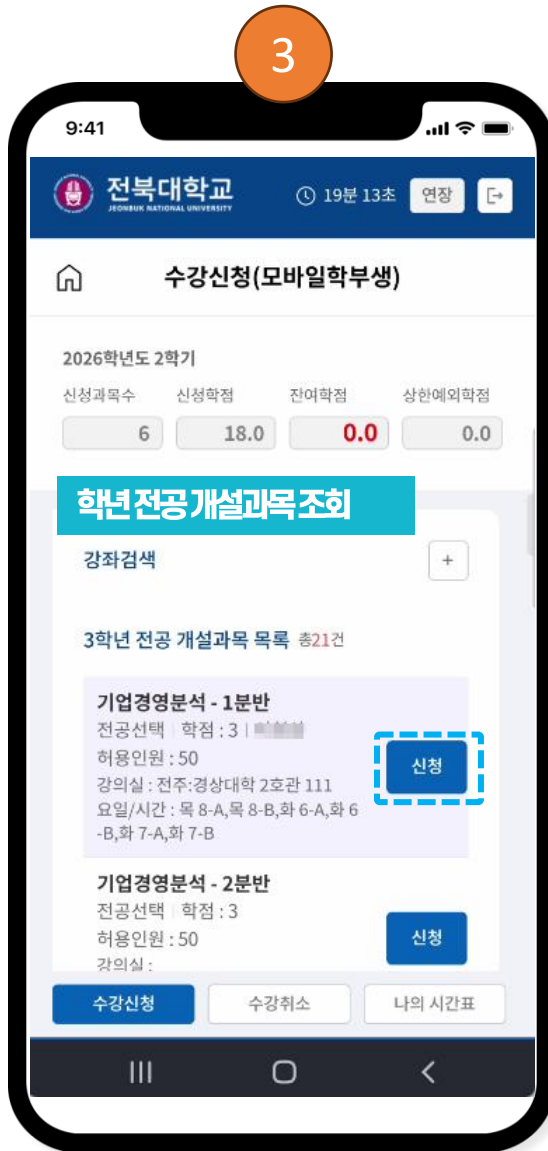 3
9:41
전북대학교
JEONBUK NATIONAL UNIVERSITY
19분 13초
연장
수강신청(모바일학부생)
2026학년도 2학기
신청과목수 신청학점 잔여학점 상한예외학점
6 18.0 0.0 0.0
학년 전공 개설과목 조회
강좌검색 +
3학년 전공 개설과목 목록 총21건
기업경영분석 - 1분반
전공선택 | 학점 : 3 |
허용인원 : 50
신청
강의실 : 전주:경상대학 2호관 111
요일/시간 : 목 8-A,목 8-B,화 6-A,화 6
-B,화 7-A,화 7-B
기업경영분석 - 2분반
전공선택 | 학점 : 3
허용인원 : 50
신청
강의실 :
수강신청 수강취소 나의 시간표